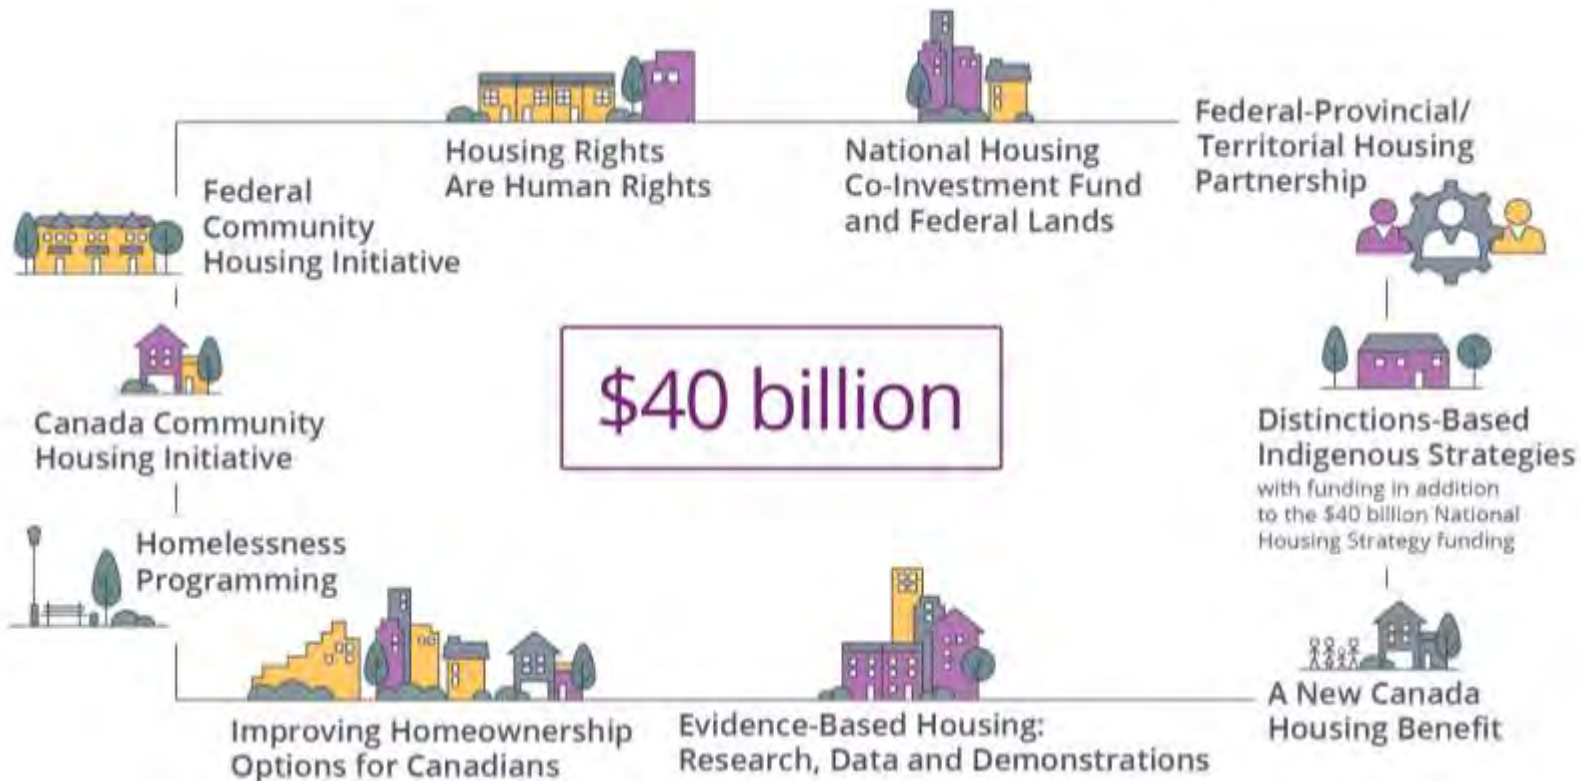 Housing Rights
Are Human Rights
National Housing
Co-Investment Fund
and Federal Lands
Federal-Provincial/
Territorial Housing
Partnership
Federal
Community
Housing Initiative
$40 billion
Canada Community
Housing Initiative
Distinctions-Based
Indigenous Strategies
with funding in addition
to the $40 billion National
Housing Strategy funding
Homelessness
Programming
Improving Homeownership
Options for Canadians
Evidence-Based Housing:
Research, Data and Demonstrations
A New Canada
Housing Benefit